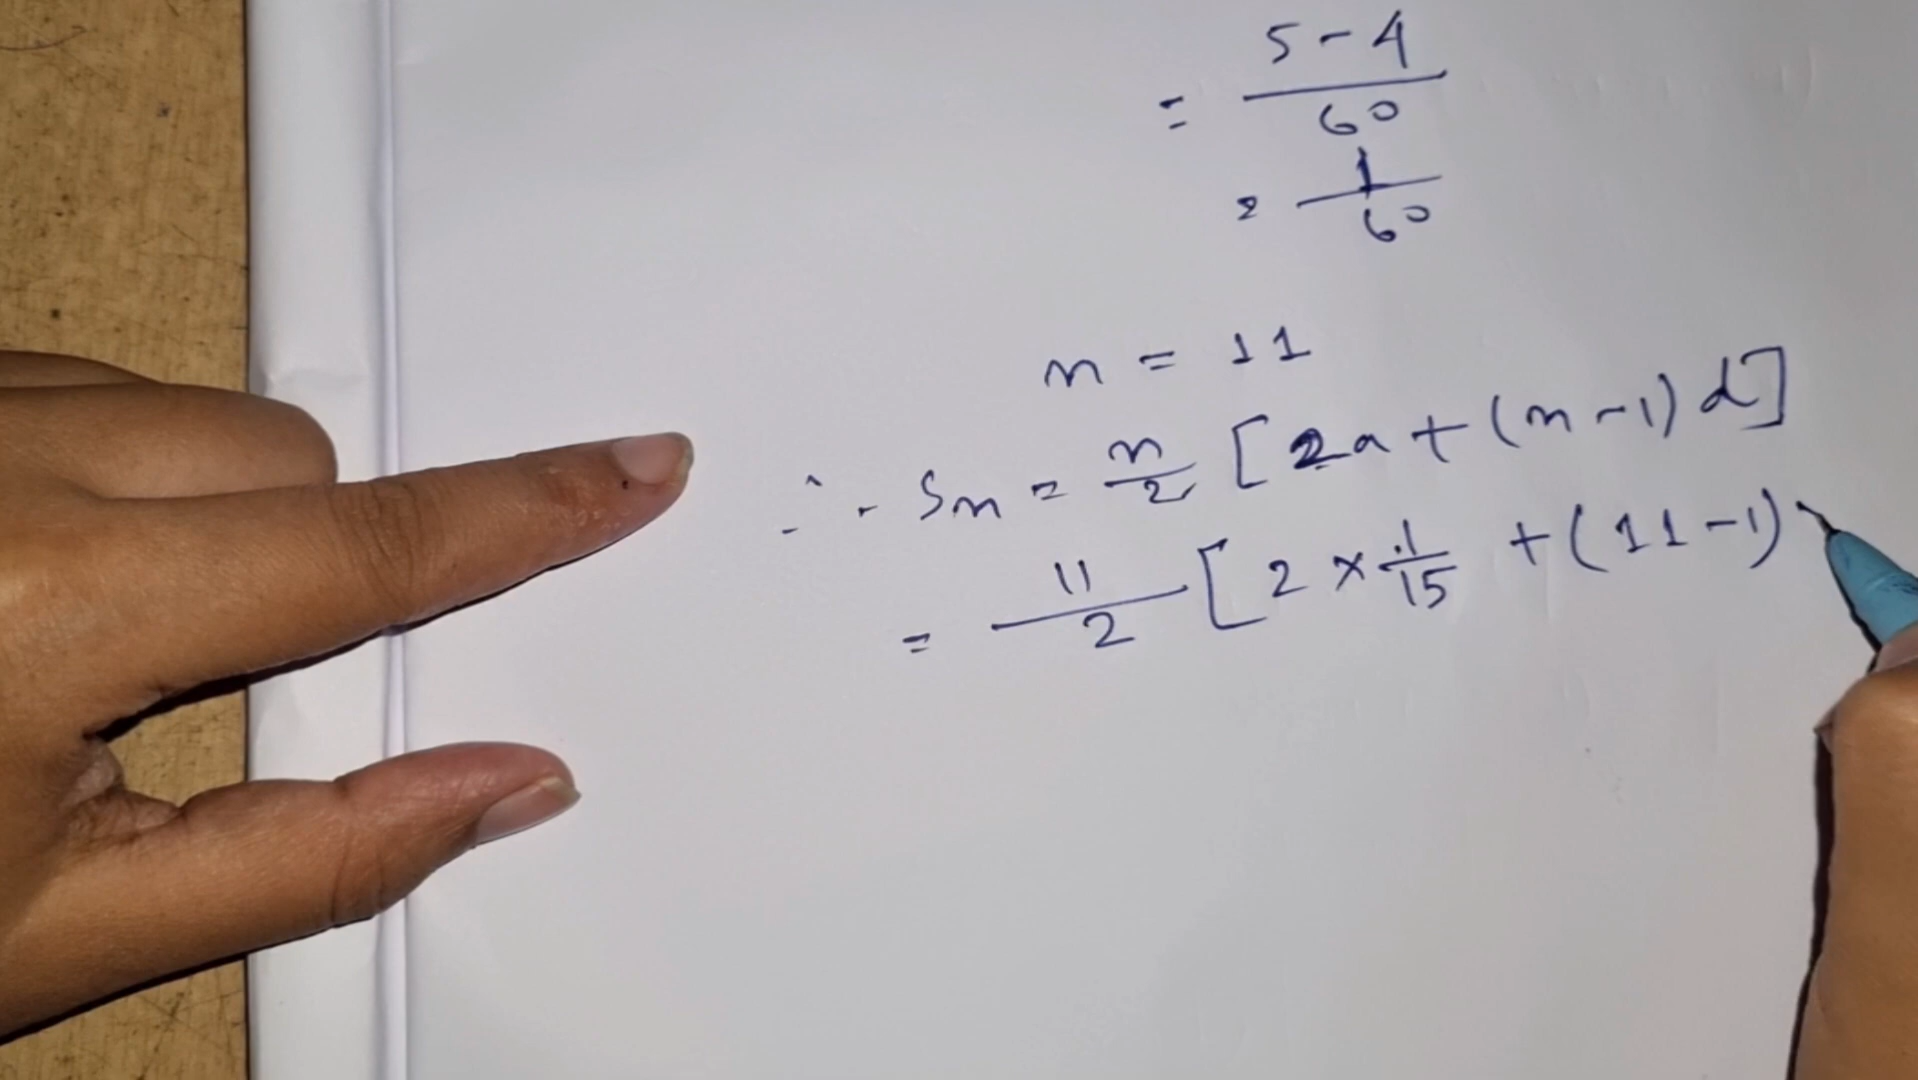 = 5 - 4 / 60
= 1 / 60
n = 11
∴ Sn = n/2 [2a + (n - 1) d]
= 11/2 [2 × 1/15 + (11 - 1)